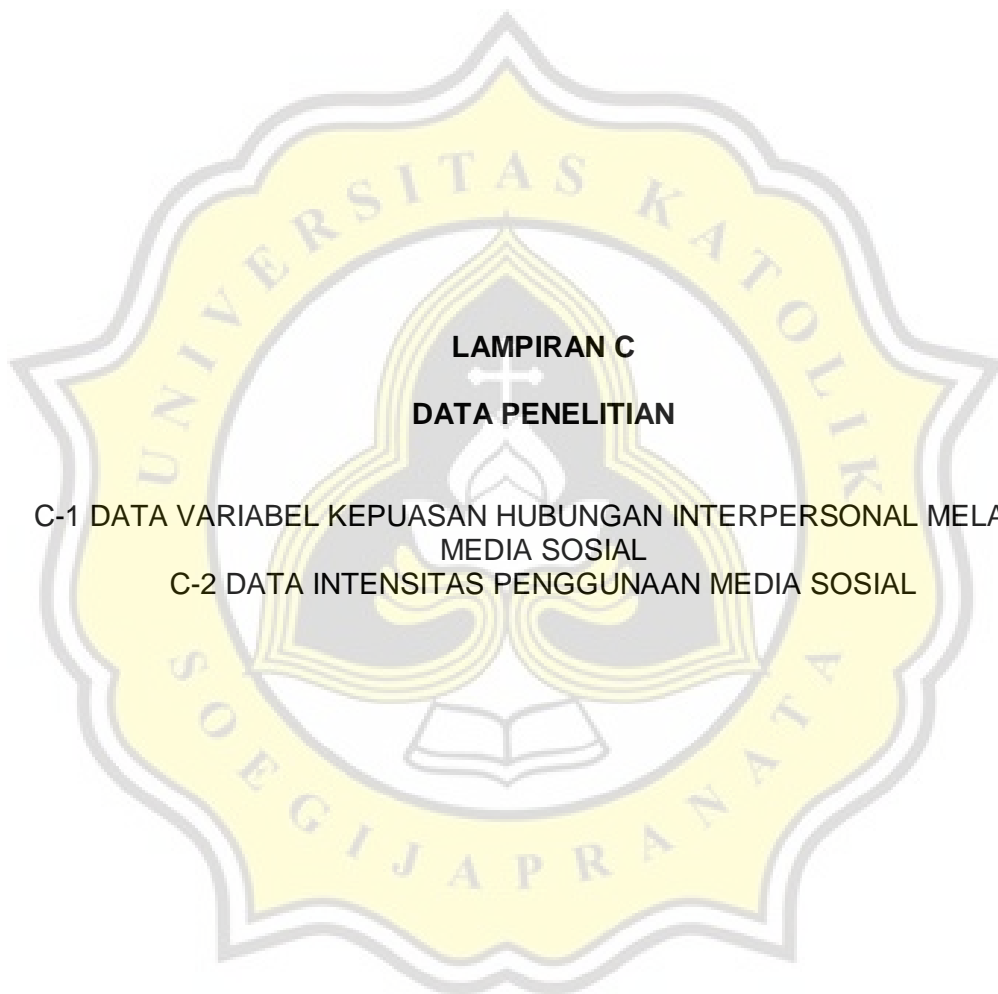 UNIVERSITAS KATOLIK
LAMPIRAN C
DATA PENELITIAN
C-1 DATA VARIABEL KEPUASAN HUBUNGAN INTERPERSONAL
MEDIA SOSIAL
C-2 DATA INTENSITAS PENGGUNAAN MEDIA SOSIAL
SOEGIJAPRANATA